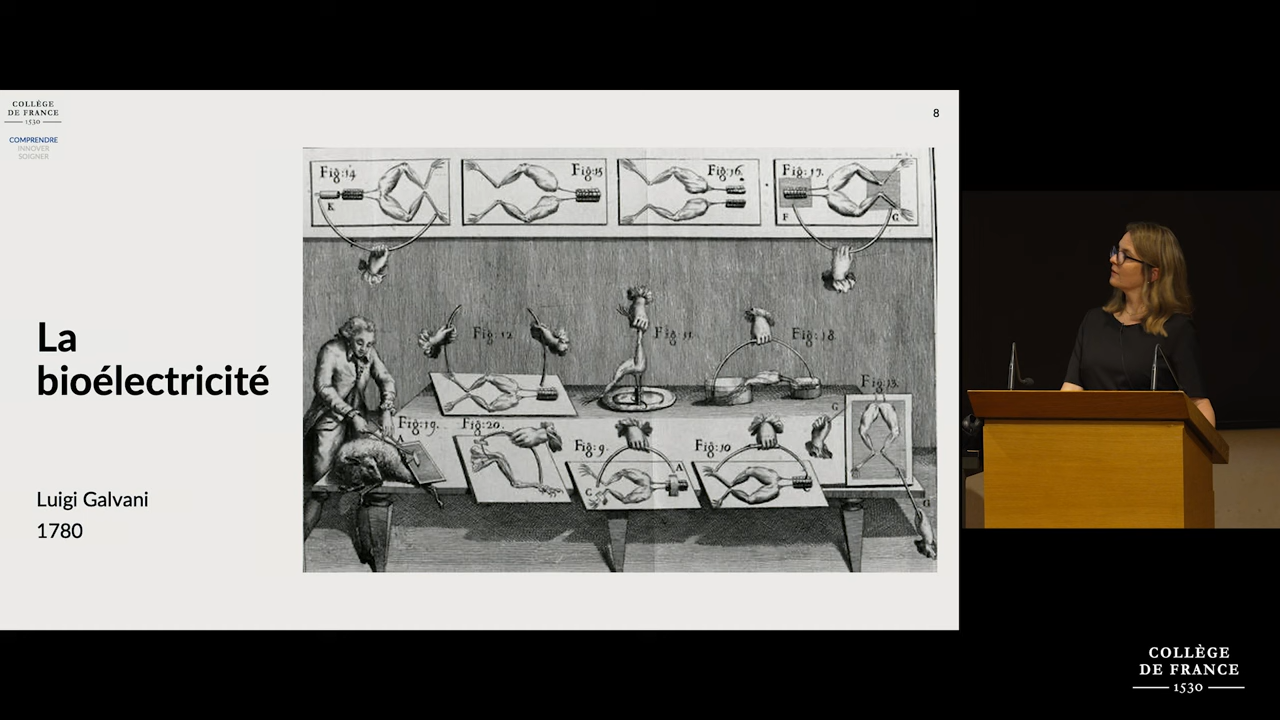 COLLÈGE
DE FRANCE
1530
COMPRENDRE
INNOVER
SOIGNER
8
La
bioélectricité
Luigi Galvani
1780
Fig:14
K
Fig:15
Fig:16.
Fig:17.
F
G
Fig:12
Fig:11
Fig:18.
Fig:13.
G
Fig:19.
A
Fig:20.
Fig:9.
A
C
Fig:10
G
COLLÈGE
DE FRANCE
1530